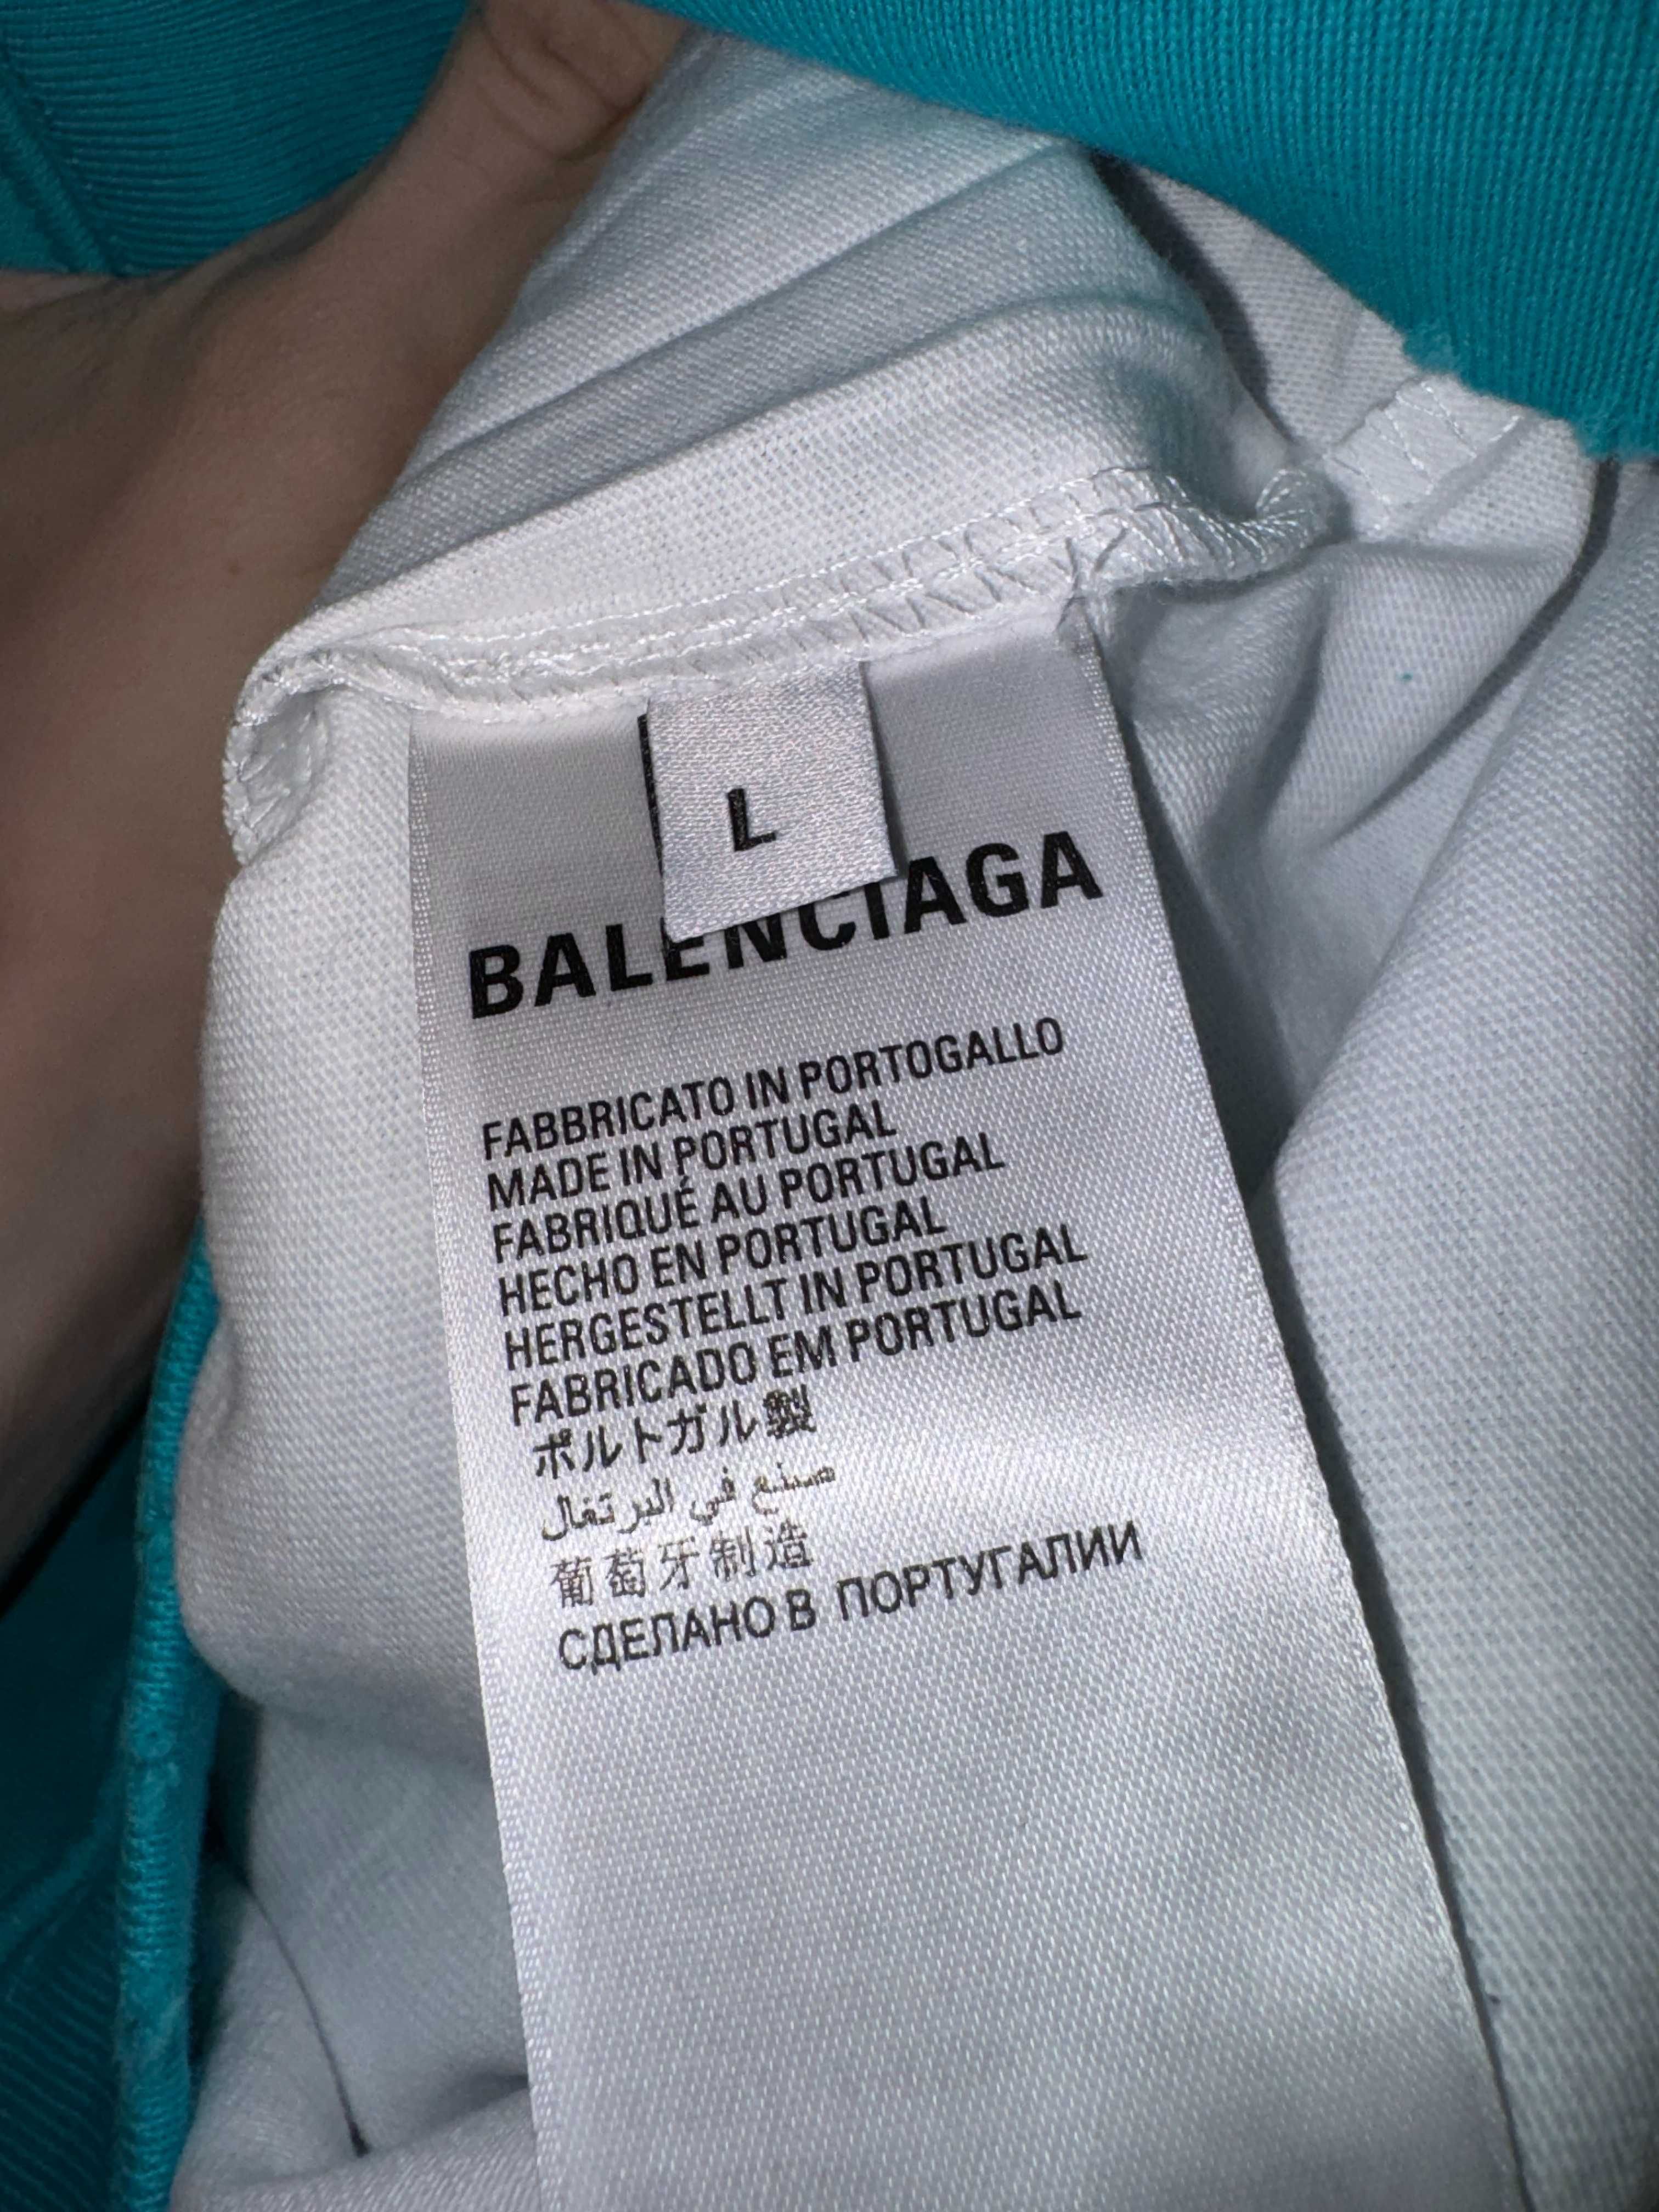 L
BALENCIAGA
FABBRICATO IN PORTOGALLO
MADE IN PORTUGAL
FABRIQUÉ AU PORTUGAL
HECHO EN PORTUGAL
HERGESTELLT IN PORTUGAL
FABRICADO EM PORTUGAL
ポルトガル製
صنع في البرتغال
葡萄牙制造
СДЕЛАНО В ПОРТУГАЛИИ